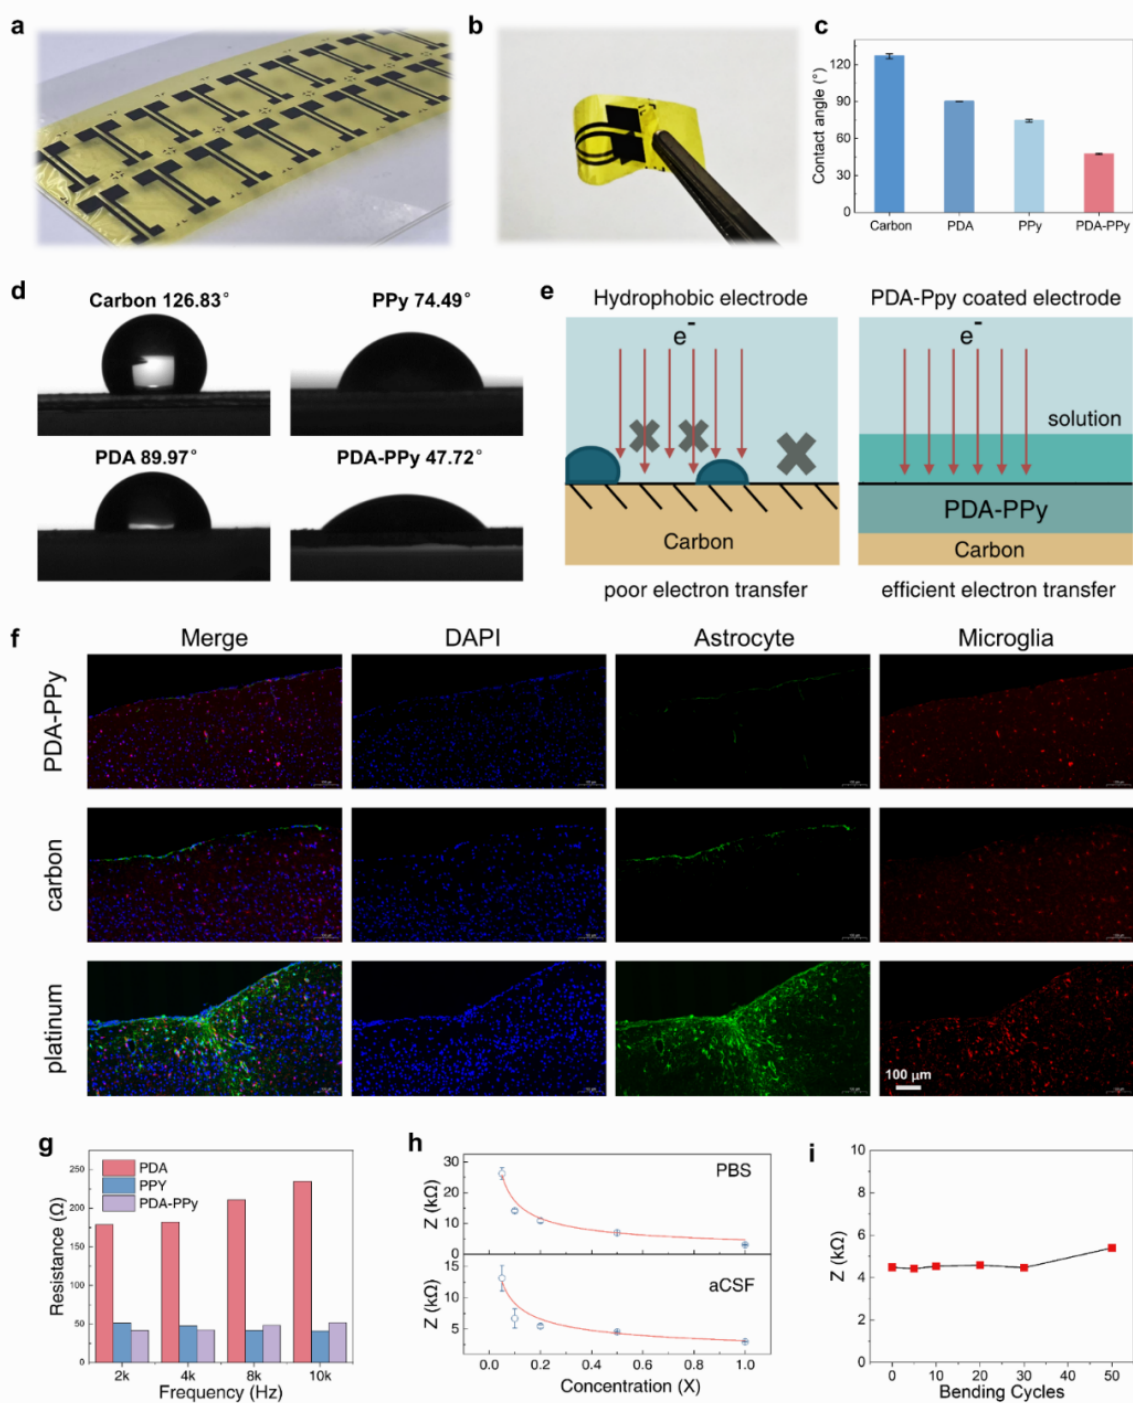 a
b
c
Contact angle (°)
120
90
60
30
0
Carbon
PDA
PPy
PDA-PPy
d
Carbon 126.83°
PPy 74.49°
PDA 89.97°
PDA-PPy 47.72°
e
Hydrophobic electrode
e-
Carbon
poor electron transfer
PDA-Ppy coated electrode
e-
solution
PDA-PPy
Carbon
efficient electron transfer
f
Merge
DAPI
Astrocyte
Microglia
PDA-PPy
carbon
platinum
100 μm
g
Resistance (Ω)
250
225
200
175
150
125
100
75
50
25
0
PDA
PPY
PDA-PPy
2k
4k
8k
10k
Frequency (Hz)
h
Z (kΩ)
30
20
10
0
PBS
Z (kΩ)
15
10
5
aCSF
0.0
0.2
0.4
0.6
0.8
1.0
Concentration (X)
i
Z (kΩ)
10
8
6
4
2
0
0
10
20
30
40
50
Bending Cycles